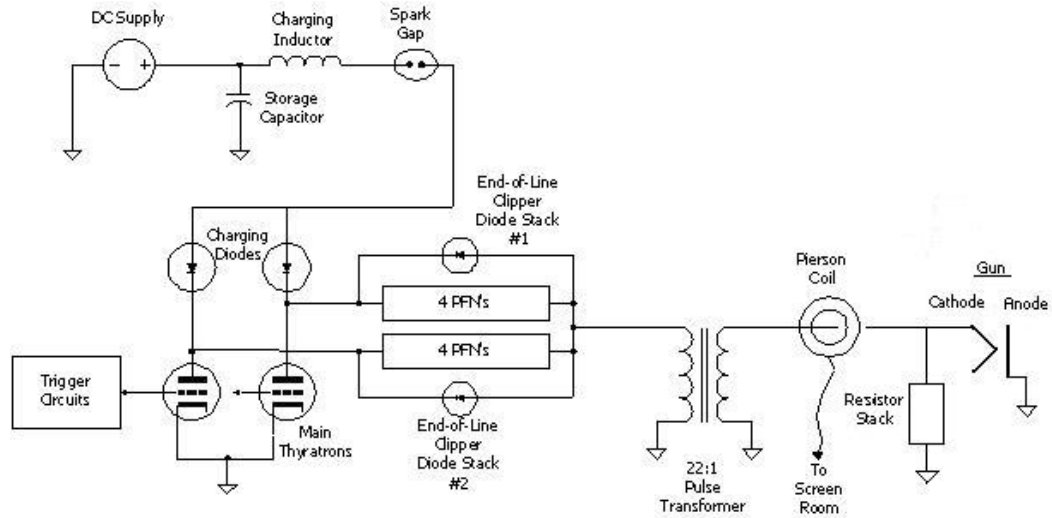 DC Supply
Charging
Inductor
Spark
Gap
Storage
Capacitor
Charging
Diodes
End-of-Line
Clipper
Diode Stack
#1
4 PFN's
4 PFN's
Trigger
Circuits
Main
Thyratrons
End-of-Line
Clipper
Diode Stack
#2
22:1
Pulse
Transformer
Pierson
Coil
To
Screen
Room
Gun
Cathode
Anode
Resistor
Stack